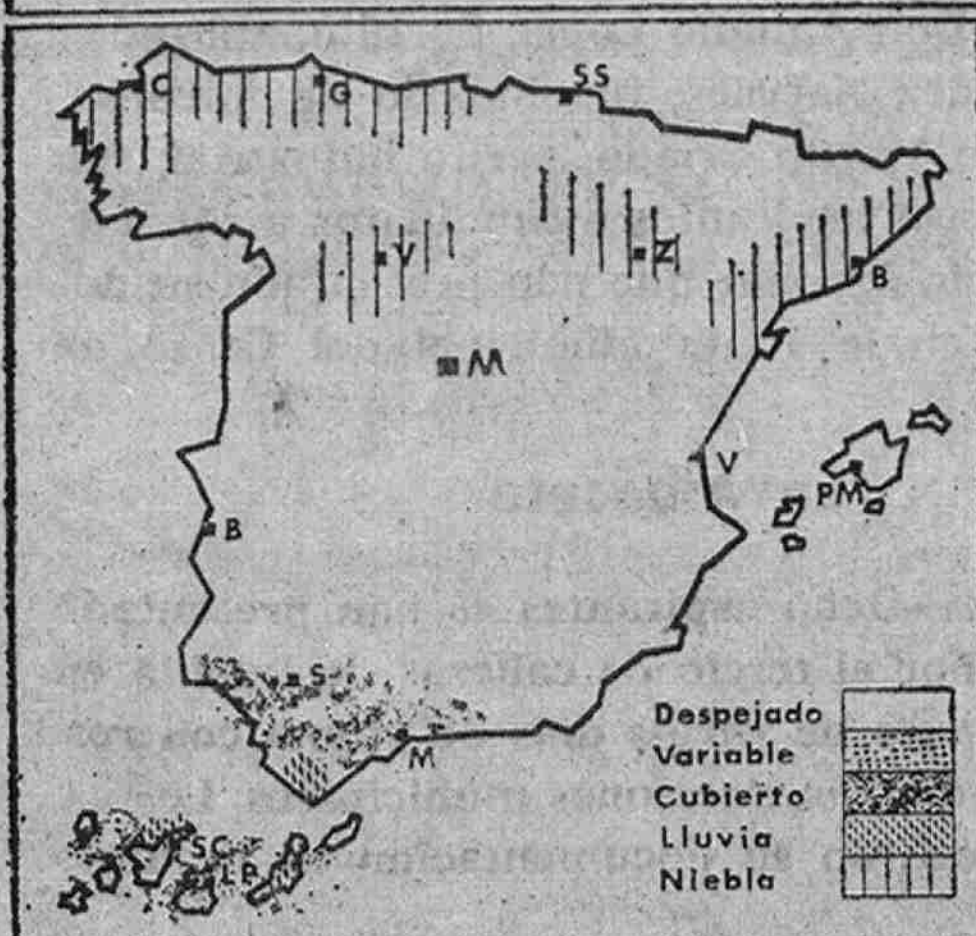 C
G
SS
V
Z
B
M
V
PM
B
S
M
SC
LP
Despejado
Variable
Cubierto
Lluvia
Niebla